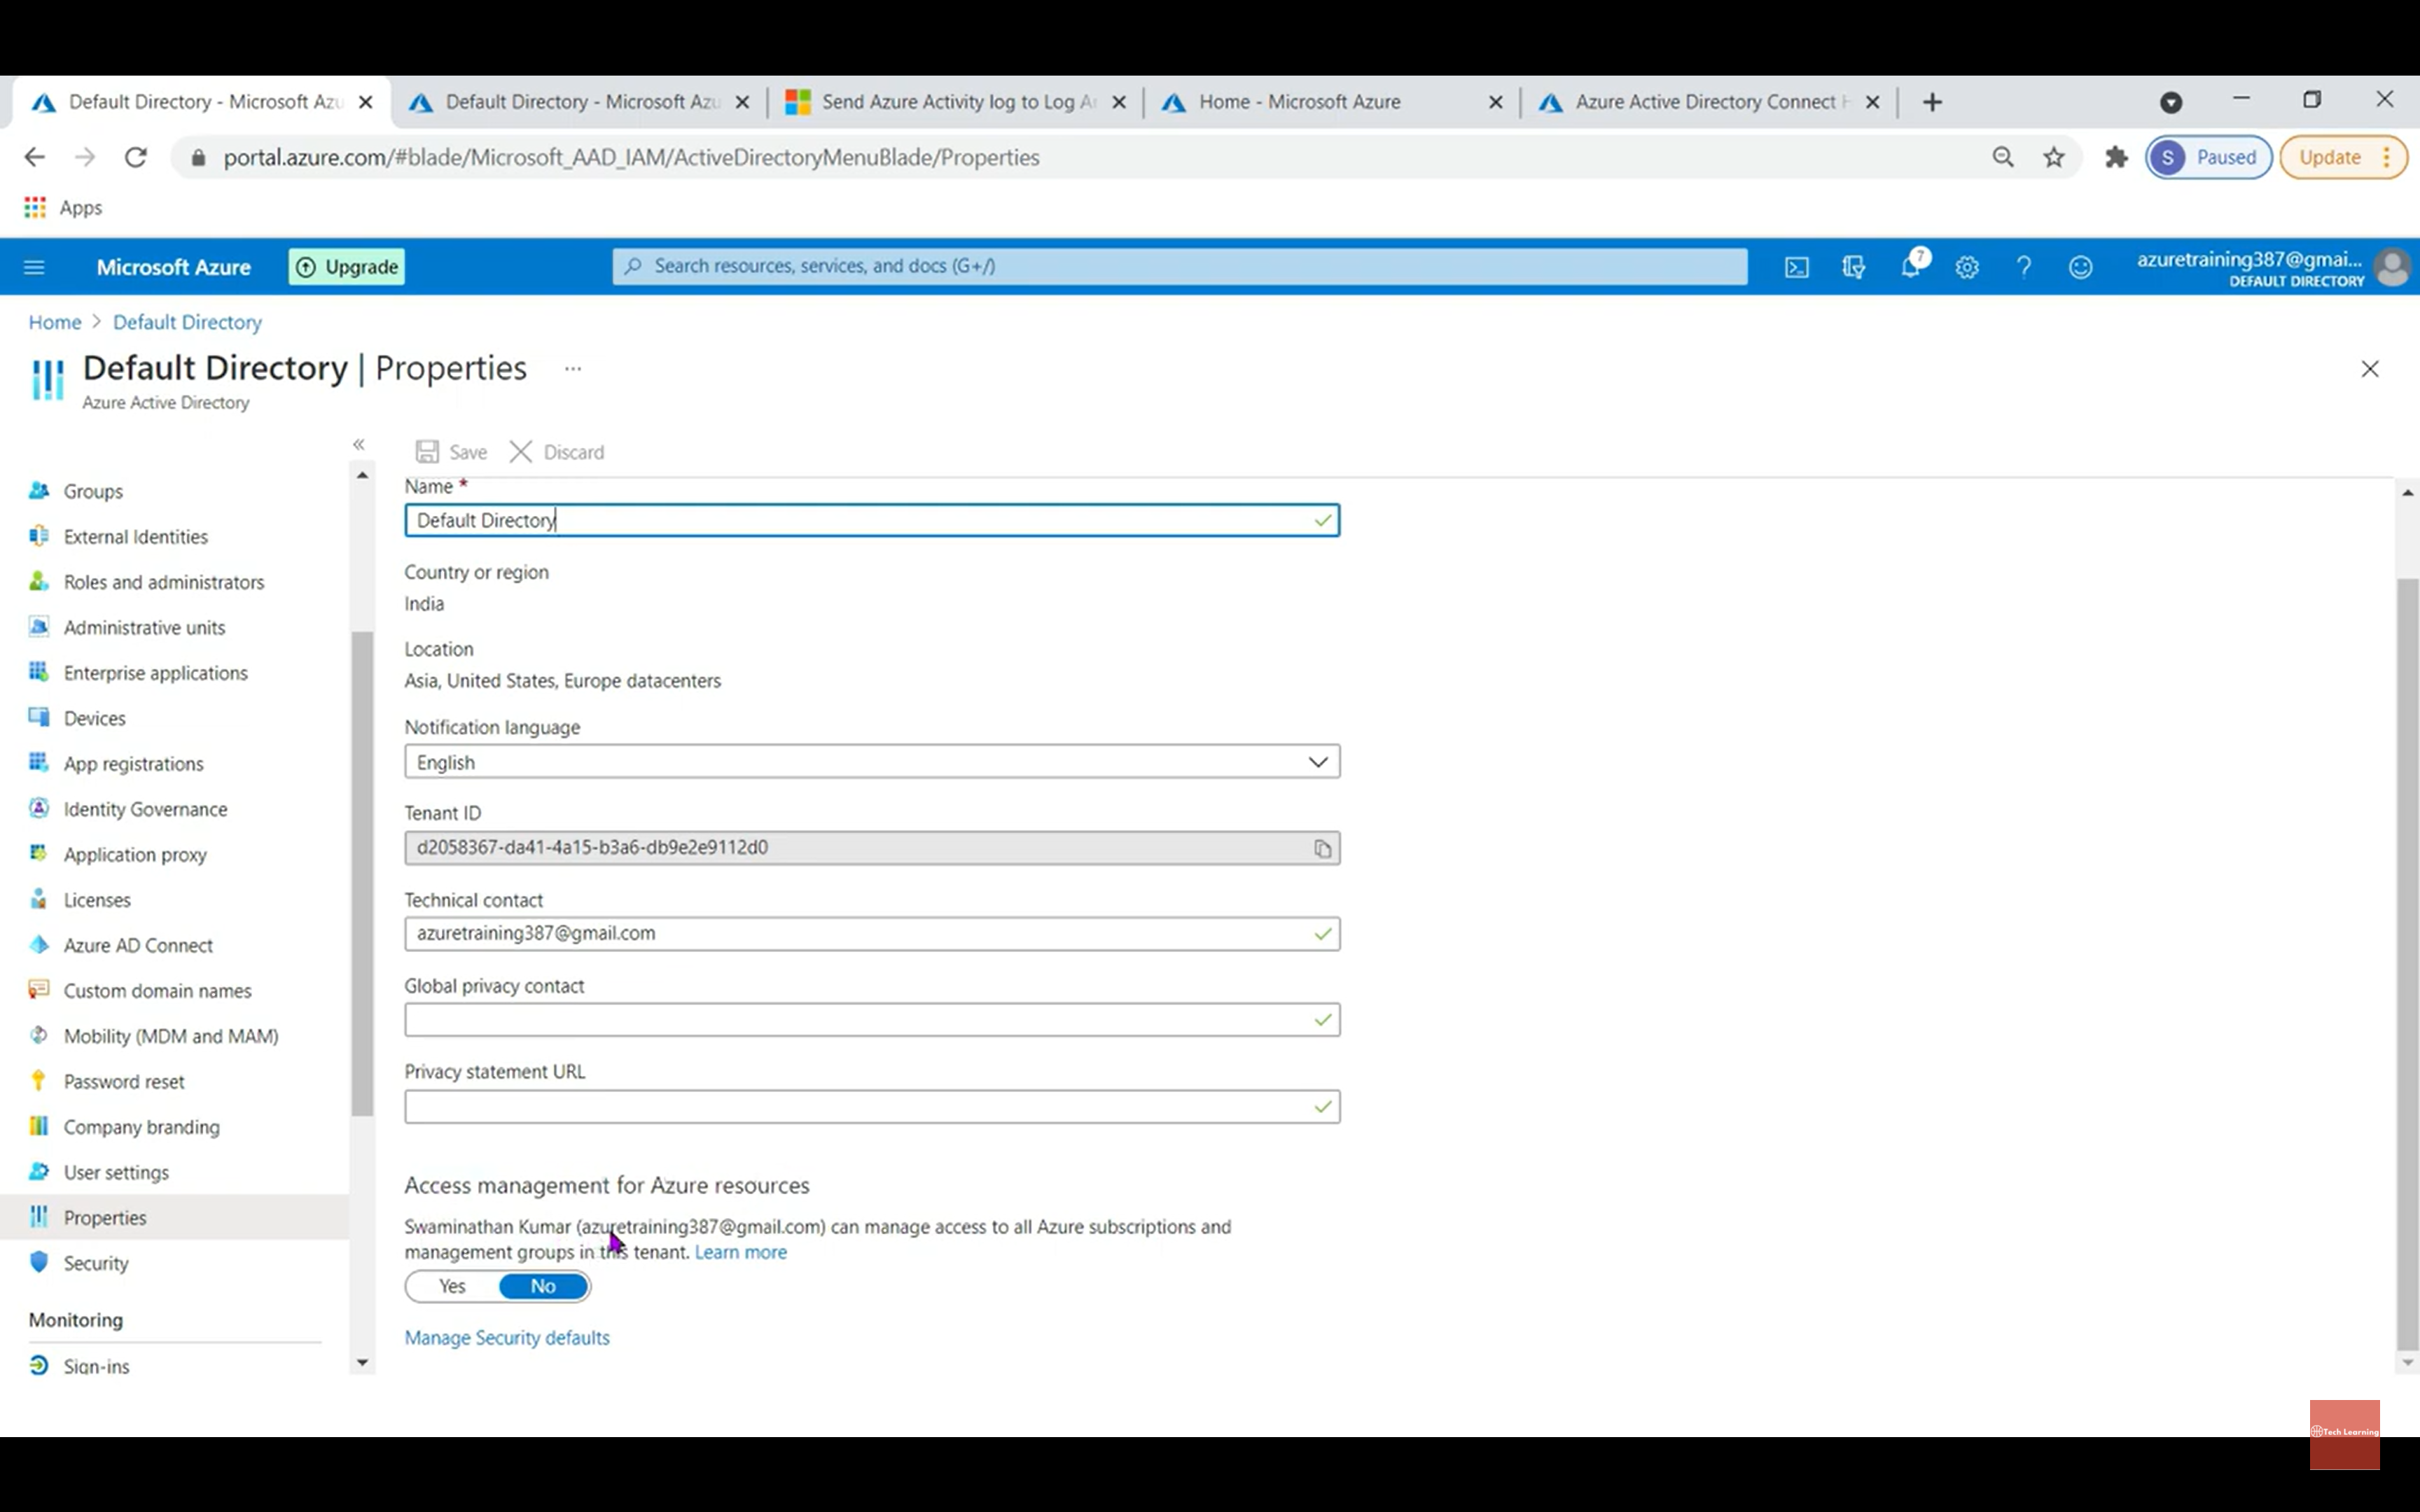 Default Directory - Microsoft Azu
Default Directory - Microsoft Azu
Send Azure Activity log to Log A
Home - Microsoft Azure
Azure Active Directory Connect H
portal.azure.com/#blade/Microsoft_AAD_IAM/ActiveDirectoryMenuBlade/Properties
S Paused
Update
Apps
Microsoft Azure
Upgrade
Search resources, services, and docs (G+/)
7
azuretraining387@gmai...
DEFAULT DIRECTORY
Home > Default Directory
Default Directory | Properties ...
Azure Active Directory
Save Discard
Groups
External Identities
Roles and administrators
Administrative units
Enterprise applications
Devices
App registrations
Identity Governance
Application proxy
Licenses
Azure AD Connect
Custom domain names
Mobility (MDM and MAM)
Password reset
Company branding
User settings
Properties
Security
Monitoring
Sign-ins
Name *
Default Directory
Country or region
India
Location
Asia, United States, Europe datacenters
Notification language
English
Tenant ID
d2058367-da41-4a15-b3a6-db9e2e9112d0
Technical contact
azuretraining387@gmail.com
Global privacy contact
Privacy statement URL
Access management for Azure resources
Swaminathan Kumar (azuretraining387@gmail.com) can manage access to all Azure subscriptions and
management groups in this tenant. Learn more
Yes No
Manage Security defaults
Tech Learning